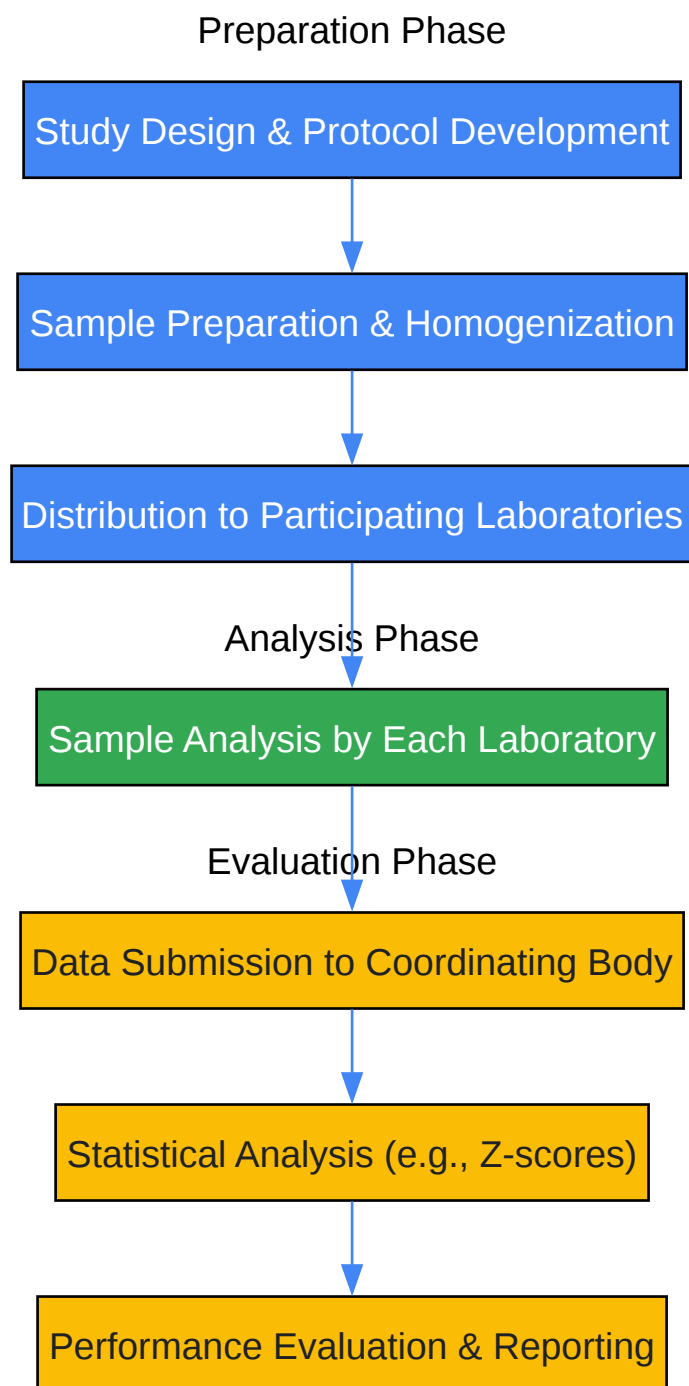 Preparation Phase
Study Design & Protocol Development
Sample Preparation & Homogenization
Distribution to Participating Laboratories
Analysis Phase
Sample Analysis by Each Laboratory
Evaluation Phase
Data Submission to Coordinating Body
Statistical Analysis (e.g., Z-scores)
Performance Evaluation & Reporting